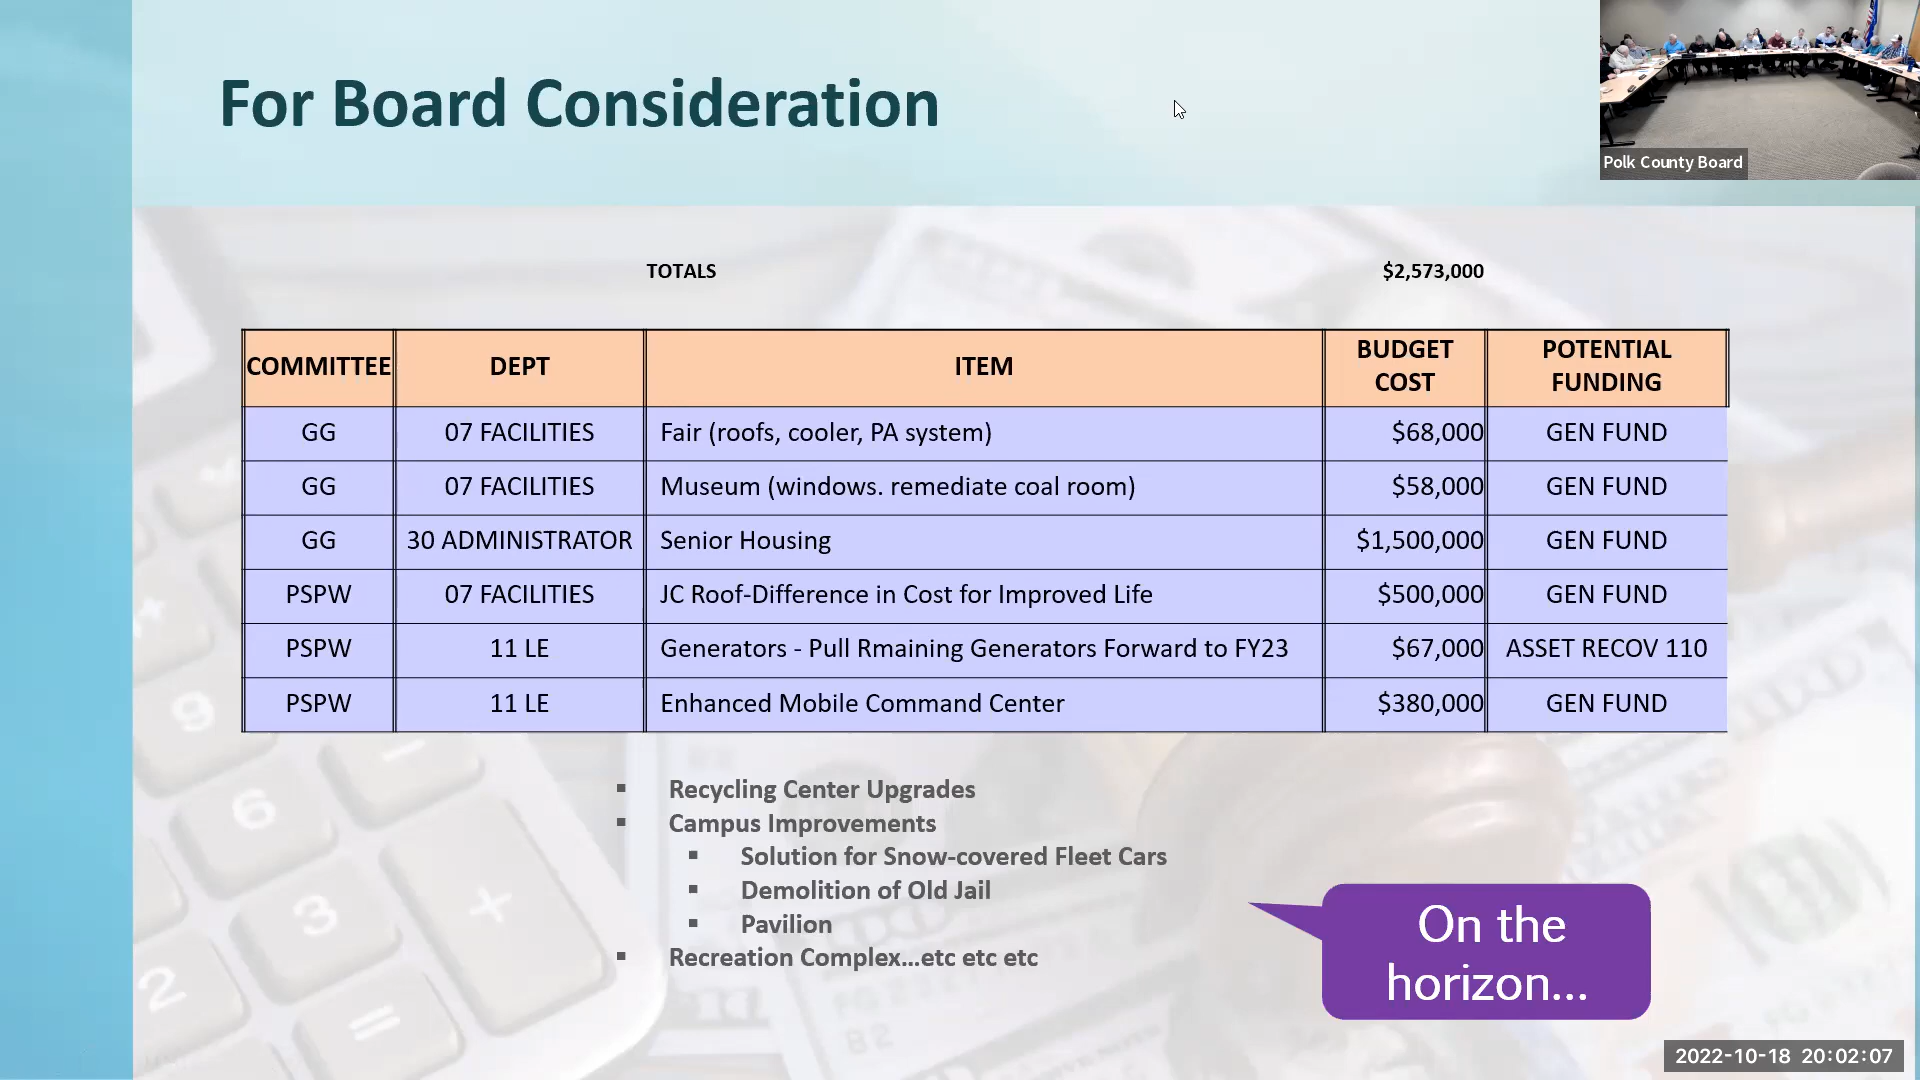 For Board Consideration
Polk County Board
TOTALS $2,573,000
COMMITTEE DEPT ITEM BUDGET COST POTENTIAL FUNDING
GG 07 FACILITIES Fair (roofs, cooler, PA system) $68,000 GEN FUND
GG 07 FACILITIES Museum (windows. remediate coal room) $58,000 GEN FUND
GG 30 ADMINISTRATOR Senior Housing $1,500,000 GEN FUND
PSPW 07 FACILITIES JC Roof-Difference in Cost for Improved Life $500,000 GEN FUND
PSPW 11 LE Generators - Pull Rmaining Generators Forward to FY23 $67,000 ASSET RECOV 110
PSPW 11 LE Enhanced Mobile Command Center $380,000 GEN FUND
▪ Recycling Center Upgrades
▪ Campus Improvements
▪ Solution for Snow-covered Fleet Cars
▪ Demolition of Old Jail
▪ Pavilion
▪ Recreation Complex...etc etc etc
On the
horizon...
2022-10-18 20:02:07
9
6
3
2
B2